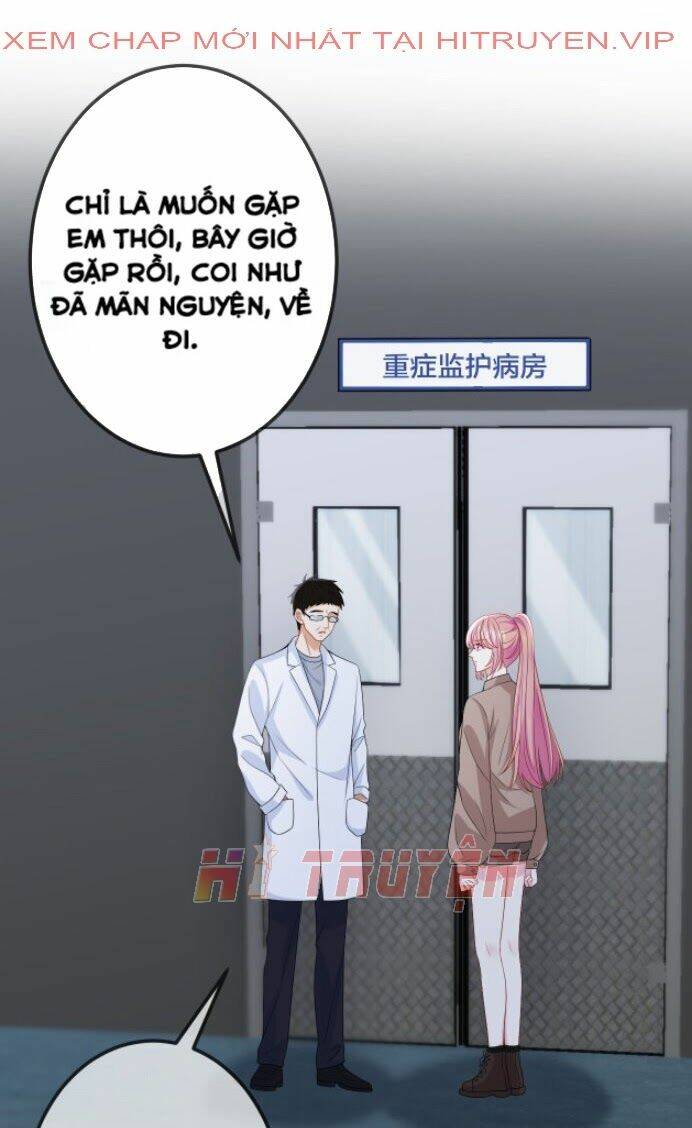 XEM CHAP MỚI NHẤT TẠI HITRUYEN.VIP
CHỈ LÀ MUỐN GẶP
EM THÔI, BÂY GIỜ
GẶP RỒI, COI NHƯ
ĐÃ MÃN NGUYỆN, VỀ
ĐI.
重症监护病房
HI TRUYỆN